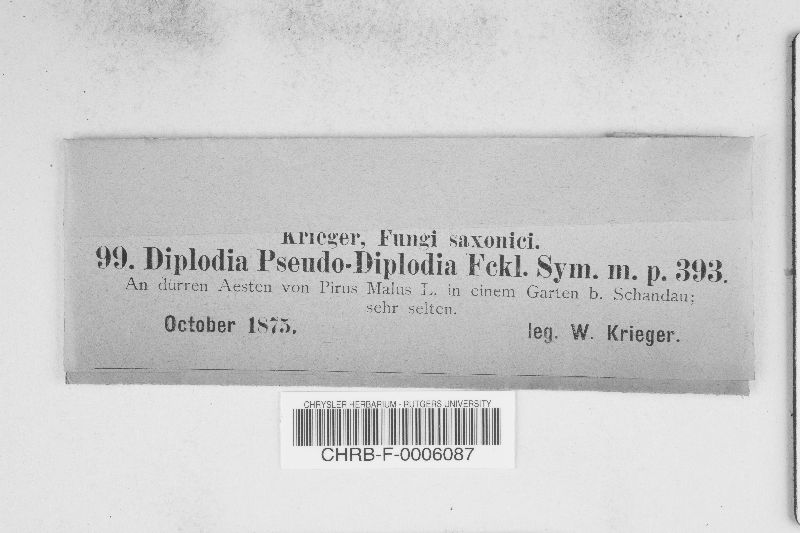 Krieger, Fungi saxonici.
99. Diplodia Pseudo-Diplodia Fckl. Sym. m. p. 393.
An dürren Aesten von Pirus Malus L. in einem Garten b. Schandau;
sehr selten.
October 1875. leg. W. Krieger.
CHRYSLER HERBARIUM - RUTGERS UNIVERSITY
CHRB-F-0006087